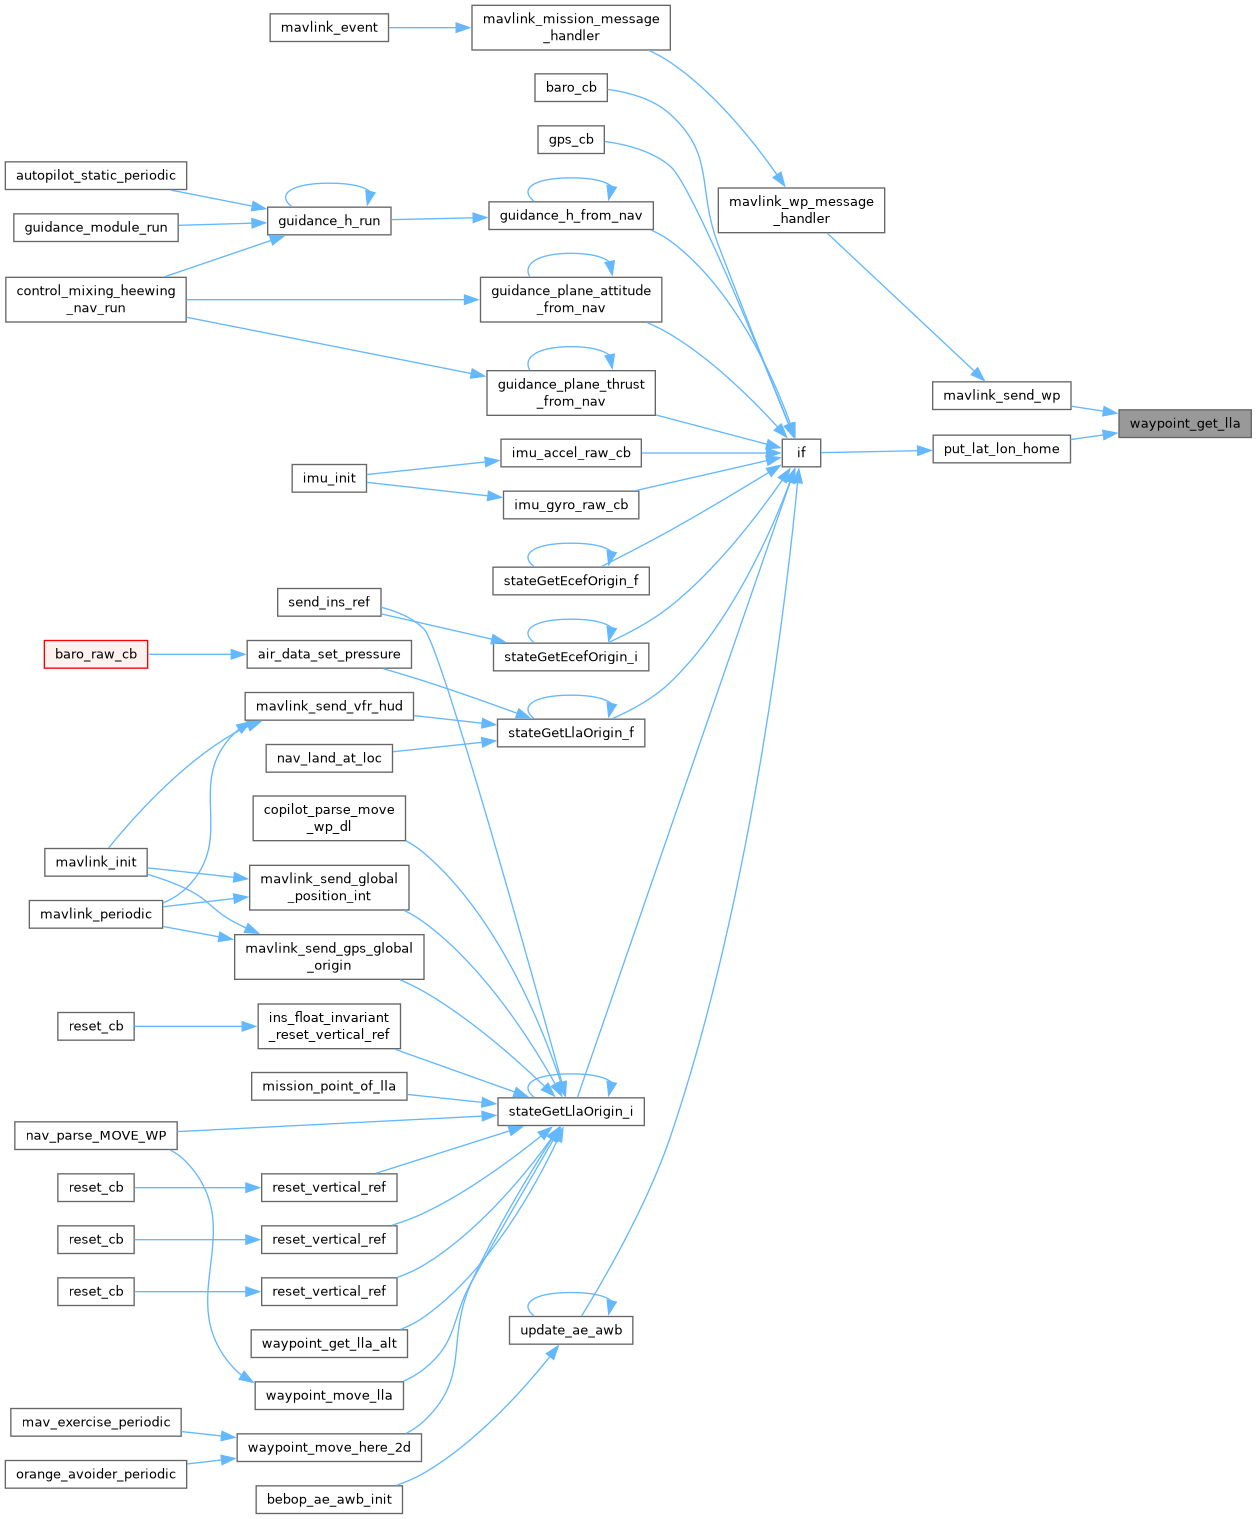 mavlink_event
mavlink_mission_message
_handler
baro_cb
gps_cb
autopilot_static_periodic
guidance_module_run
guidance_h_run
guidance_h_from_nav
mavlink_wp_message
_handler
control_mixing_heewing
_nav_run
guidance_plane_attitude
_from_nav
guidance_plane_thrust
_from_nav
mavlink_send_wp
waypoint_get_lla
put_lat_lon_home
if
imu_accel_raw_cb
imu_init
imu_gyro_raw_cb
stateGetEcefOrigin_f
send_ins_ref
stateGetEcefOrigin_i
baro_raw_cb
air_data_set_pressure
mavlink_send_vfr_hud
stateGetLlaOrigin_f
nav_land_at_loc
copilot_parse_move
_wp_dl
mavlink_init
mavlink_send_global
_position_int
mavlink_periodic
mavlink_send_gps_global
_origin
reset_cb
ins_float_invariant
_reset_vertical_ref
mission_point_of_lla
stateGetLlaOrigin_i
nav_parse_MOVE_WP
reset_cb
reset_vertical_ref
reset_cb
reset_vertical_ref
reset_cb
reset_vertical_ref
update_ae_awb
waypoint_get_lla_alt
waypoint_move_lla
mav_exercise_periodic
waypoint_move_here_2d
orange_avoider_periodic
bebop_ae_awb_init